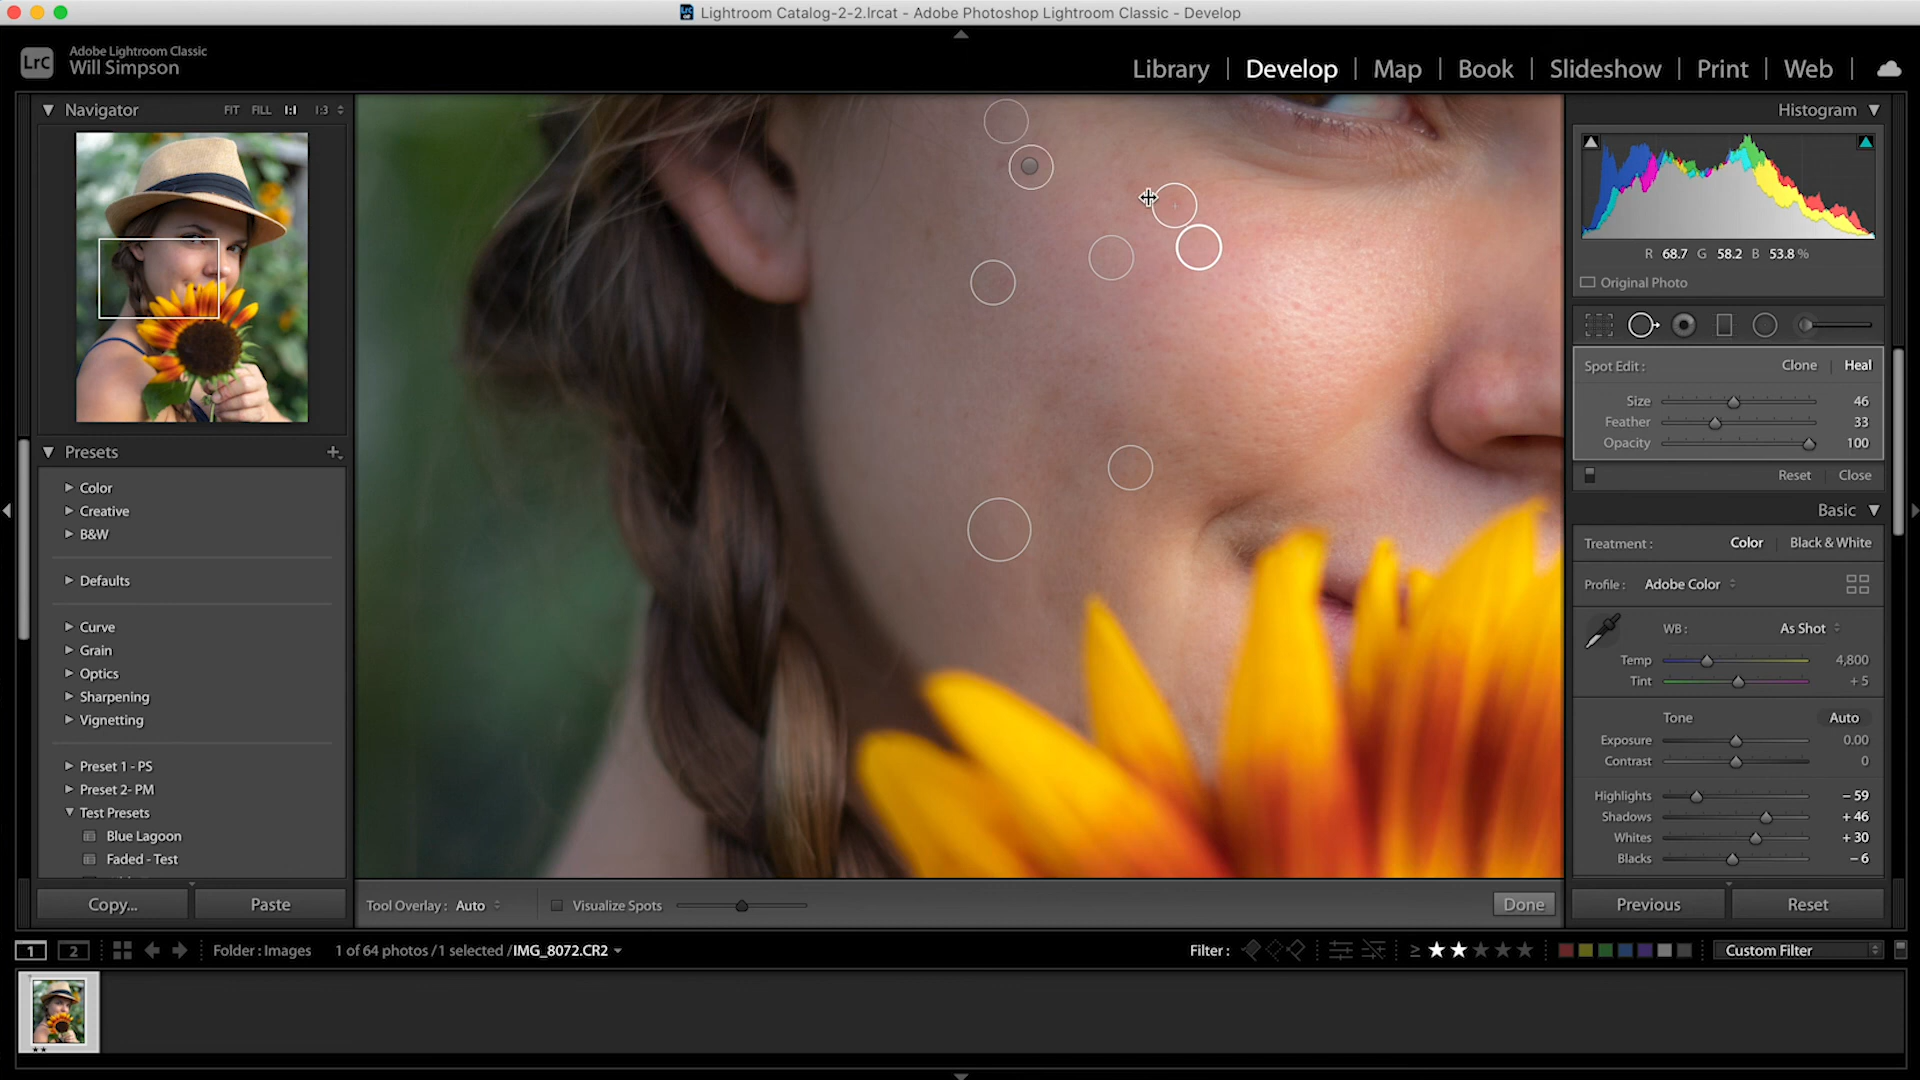 Lightroom Catalog-2-2.lrcat - Adobe Photoshop Lightroom Classic - Develop
LrC
Adobe Lightroom Classic
Will Simpson
Library | Develop | Map | Book | Slideshow | Print | Web |
Navigator FIT FILL 1:1 1:3
Histogram
R 68.7 G 58.2 B 53.8 %
Original Photo
Spot Edit : Clone Heal
Size 46
Feather 33
Opacity 100
Reset Close
Presets
Color
Creative
B&W
Defaults
Curve
Grain
Optics
Sharpening
Vignetting
Preset 1 - PS
Preset 2- PM
Test Presets
Blue Lagoon
Faded - Test
Basic
Treatment : Color Black & White
Profile : Adobe Color
WB : As Shot
Temp 4,800
Tint + 5
Tone Auto
Exposure 0.00
Contrast 0
Highlights – 59
Shadows + 46
Whites + 30
Blacks – 6
Copy... Paste
Tool Overlay : Auto Visualize Spots Done
Previous Reset
1 2 Folder : Images 1 of 64 photos / 1 selected / IMG_8072.CR2 Filter : ≥ ★★★★★ Custom Filter